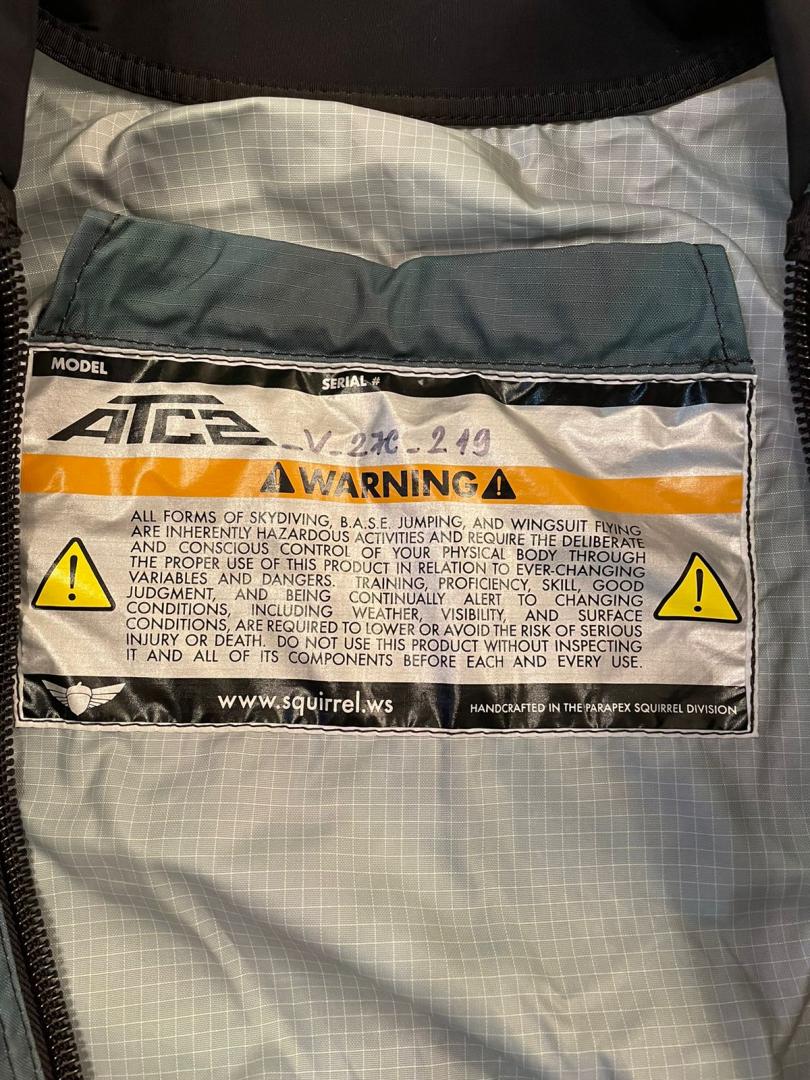 MODEL
SERIAL #
ATC2 -V-27C-219
WARNING
ALL FORMS OF SKYDIVING, B.A.S.E. JUMPING, AND WINGSUIT FLYING
ARE INHERENTLY HAZARDOUS ACTIVITIES AND REQUIRE THE DELIBERATE
AND CONSCIOUS CONTROL OF YOUR PHYSICAL BODY THROUGH
THE PROPER USE OF THIS PRODUCT IN RELATION TO EVER-CHANGING
VARIABLES AND DANGERS. TRAINING, PROFICIENCY, SKILL, GOOD
JUDGMENT, AND BEING CONTINUALLY ALERT TO CHANGING
CONDITIONS, INCLUDING WEATHER, VISIBILITY, AND SURFACE
CONDITIONS, ARE REQUIRED TO LOWER OR AVOID THE RISK OF SERIOUS
INJURY OR DEATH. DO NOT USE THIS PRODUCT WITHOUT INSPECTING
IT AND ALL OF ITS COMPONENTS BEFORE EACH AND EVERY USE.
www.squirrel.ws
HANDCRAFTED IN THE PARAPEX SQUIRREL DIVISION